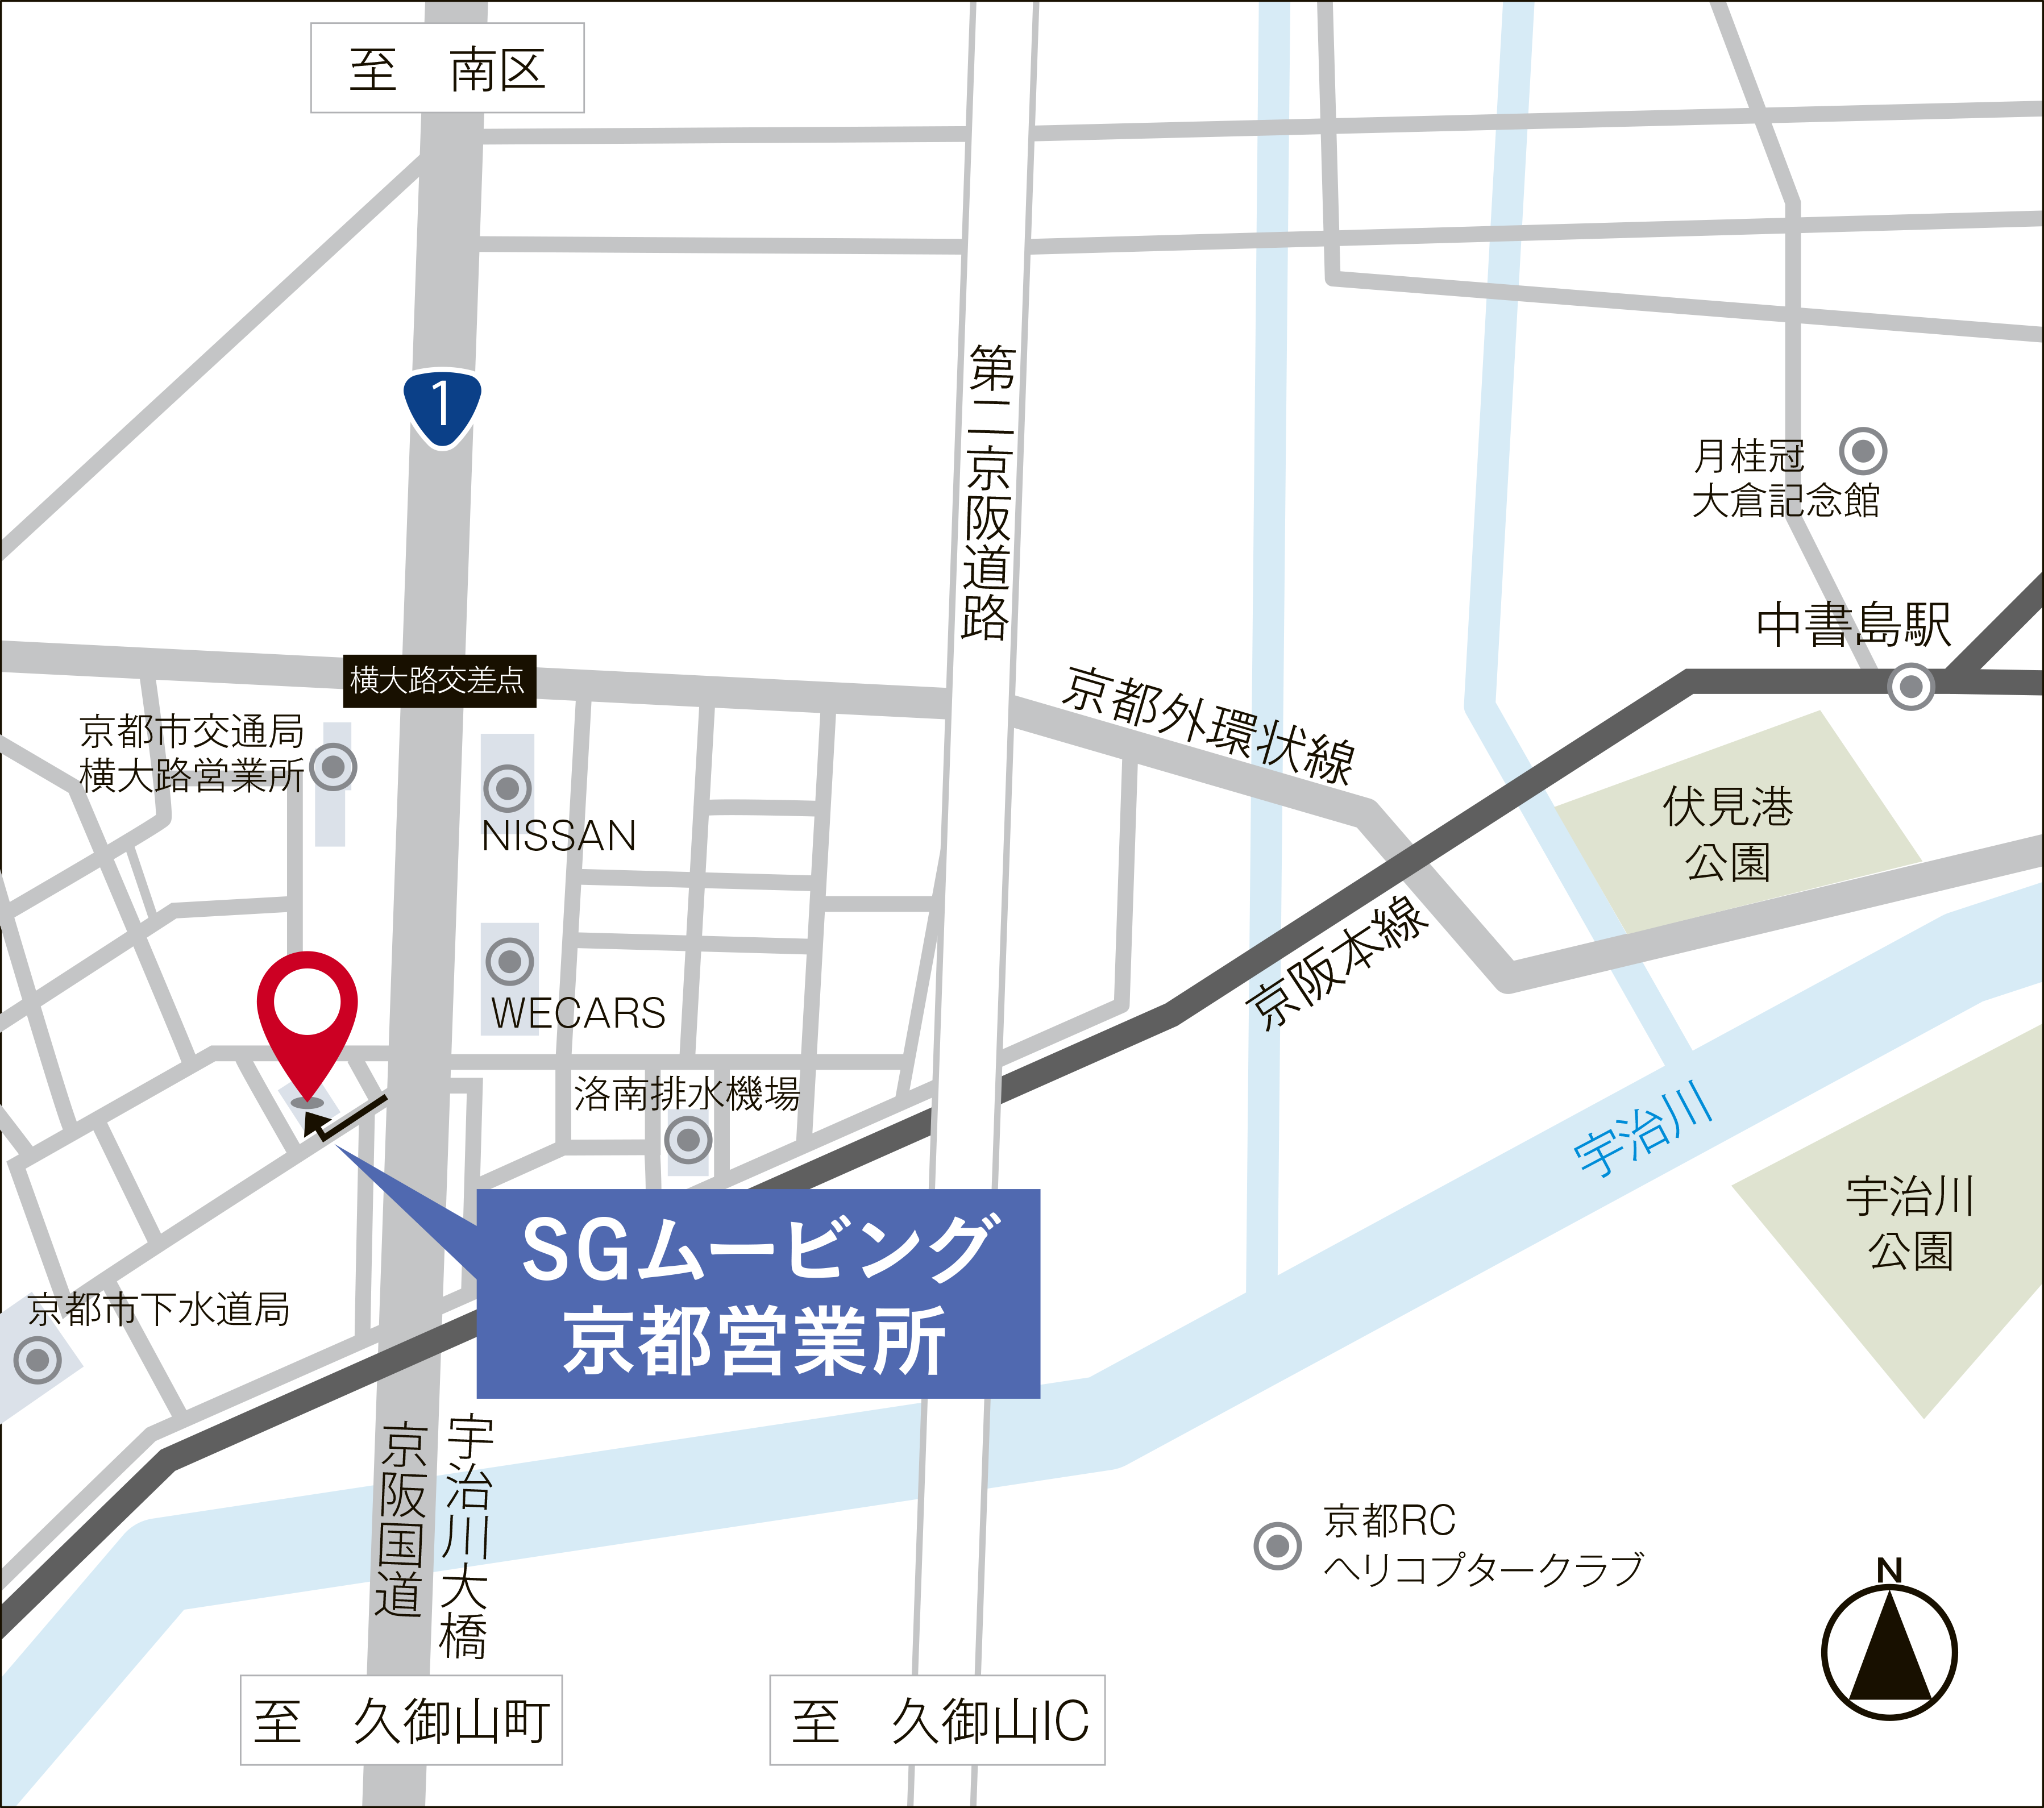 至　南区
1
第二京阪道路
月桂冠
大倉記念館
中書島駅
横大路交差点
京都外環状線
京都市交通局
横大路営業所
NISSAN
伏見港
公園
京阪本線
WECARS
洛南排水機場
宇治川
宇治川
公園
SGムービング
京都営業所
京都市下水道局
京阪国道
宇治川大橋
京都RC
ヘリコプタークラブ
N
至　久御山町
至　久御山IC